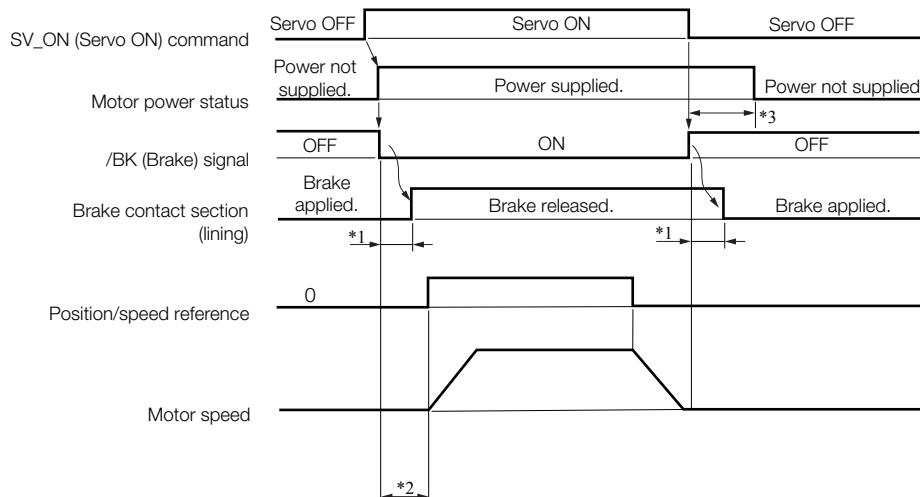 Servo OFF Servo ON Servo OFF
SV_ON (Servo ON) command
Power not
supplied. Power supplied. Power not supplied
Motor power status
*3
OFF ON OFF
/BK (Brake) signal
Brake
applied. Brake released. Brake applied.
Brake contact section
(lining)
*1 *1
0
Position/speed reference
Motor speed
*2